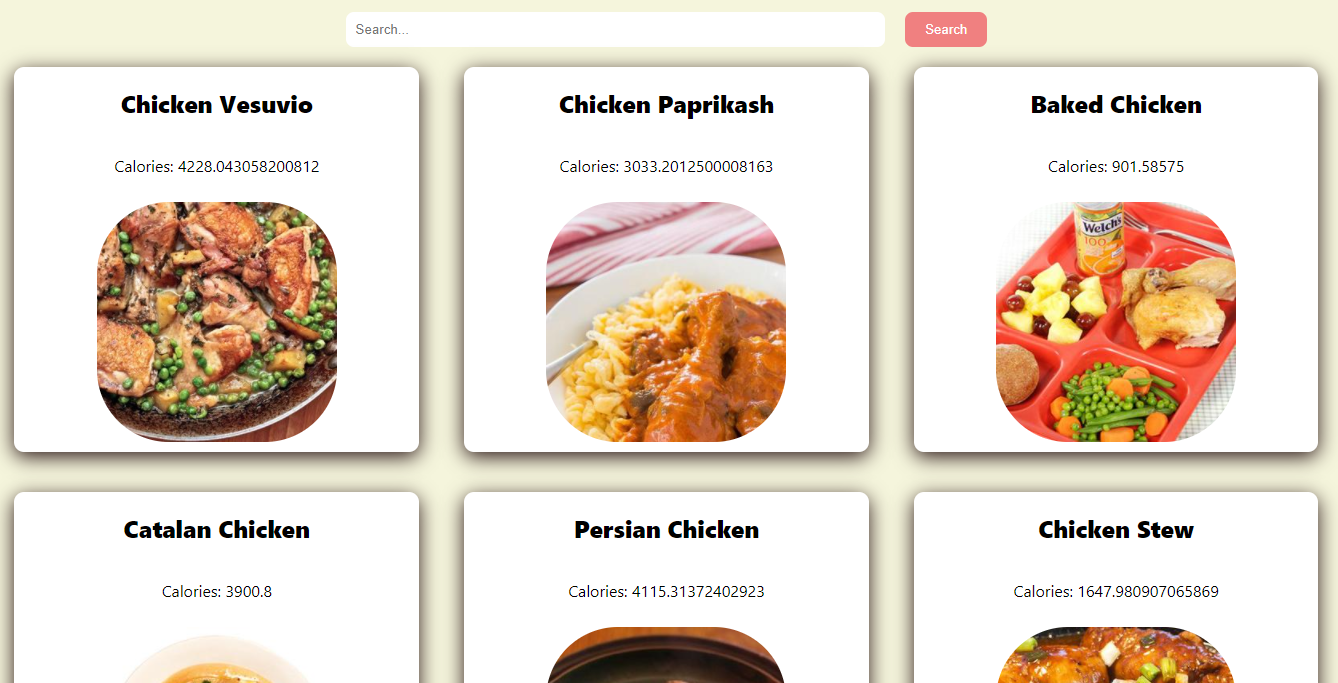 Search...
Search
Chicken Vesuvio
Calories: 4228.043058200812
Chicken Paprikash
Calories: 3033.2012500008163
Baked Chicken
Calories: 901.58575
Welch's
100
Catalan Chicken
Calories: 3900.8
Persian Chicken
Calories: 4115.31372402923
Chicken Stew
Calories: 1647.980907065869